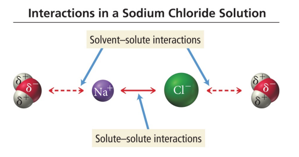 Interactions in a Sodium Chloride Solution
Solvent–solute interactions
δ+ δ− δ+ Na+ Cl− δ+ δ− δ+
Solute–solute interactions